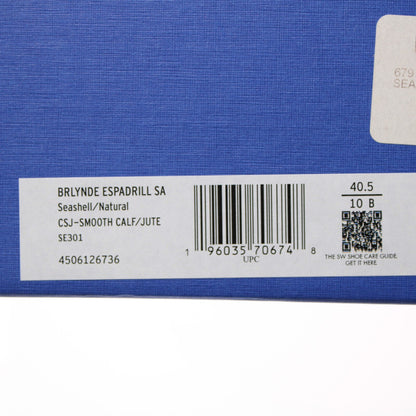 679
SEA
BRLYNDE ESPADRILL SA
Seashell/Natural
CSJ-SMOOTH CALF/JUTE
SE301
4506126736
1 96035 70674 8
UPC
40.5
10 B
THE SW SHOE CARE GUIDE.
GET IT HERE.